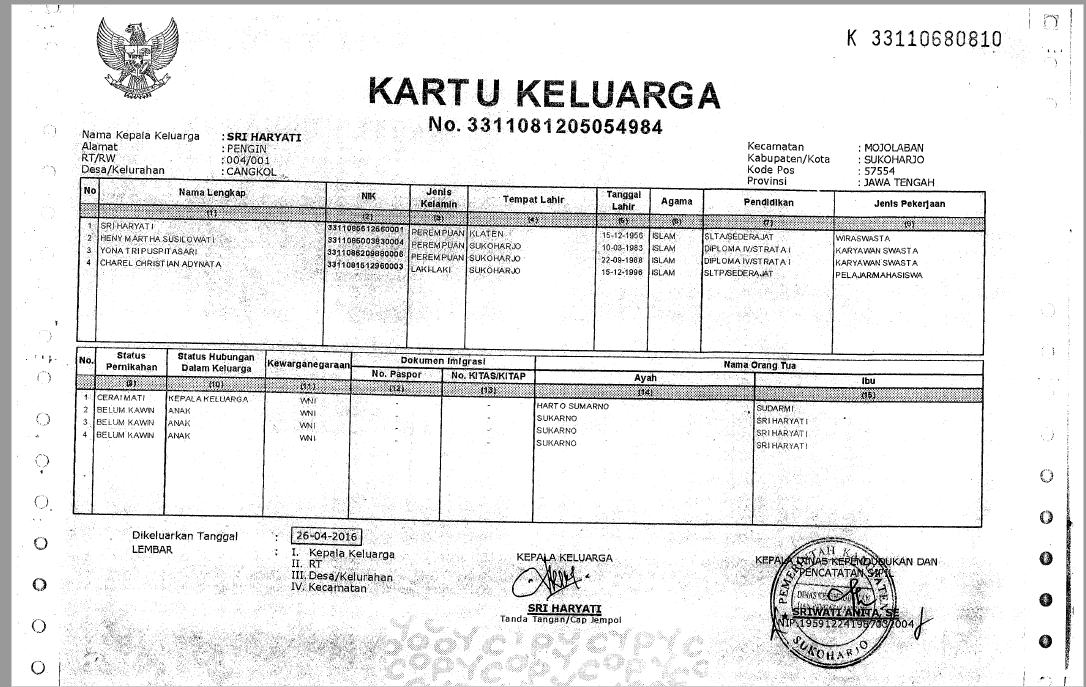 K 33110680810
KARTU KELUARGA
No. 3311081205054984
Nama Kepala Keluarga : SRI HARYATI
Alamat : PENGIN
RT/RW : 004/001
Desa/Kelurahan : CANGKOL
Kecamatan : MOJOLABAN
Kabupaten/Kota : SUKOHARJO
Kode Pos : 57554
Provinsi : JAWA TENGAH
No Nama Lengkap NIK Jenis Kelamin Tempat Lahir Tanggal Lahir Agama Pendidikan Jenis Pekerjaan
(1) (2) (3) (4) (5) (6) (7) (8)
1 SRI HARYATI 3311085512560001 PEREMPUAN KLATEN 15-12-1956 ISLAM SLTA/SEDERAJAT WIRASWASTA
2 HENY MARTHA SUSILOWATI 3311085003830004 PEREMPUAN SUKOHARJO 10-03-1983 ISLAM DIPLOMA IV/STRATA I KARYAWAN SWASTA
3 YONA TRI PUSPITASARI 3311086209880006 PEREMPUAN SUKOHARJO 22-09-1988 ISLAM DIPLOMA IV/STRATA I KARYAWAN SWASTA
4 CHAREL CHRISTIAN ADYNATA 3311081512960003 LAKI-LAKI SUKOHARJO 15-12-1996 ISLAM SLTP/SEDERAJAT PELAJAR/MAHASISWA
No. Status Pernikahan Status Hubungan Dalam Keluarga Kewarganegaraan Dokumen Imigrasi Nama Orang Tua
No. Paspor No. KITAS/KITAP Ayah Ibu
(9) (10) (11) (12) (13) (14) (15)
1 CERAI MATI KEPALA KELUARGA WNI - - HARTO SUMARNO SUDARMI
2 BELUM KAWIN ANAK WNI - - SUKARNO SRI HARYATI
3 BELUM KAWIN ANAK WNI - - SUKARNO SRI HARYATI
4 BELUM KAWIN ANAK WNI - - SUKARNO SRI HARYATI
Dikeluarkan Tanggal : 26-04-2016
LEMBAR : I. Kepala Keluarga
II. RT
III. Desa/Kelurahan
IV. Kecamatan
KEPALA KELUARGA
SRI HARYATI
Tanda Tangan/Cap Jempol
KEPALA DINAS KEPENDUDUKAN DAN
PENCATATAN SIPIL
PEMERINTAH KABUPATEN
SUKOHARJO
SRIWATI ANITA, SE
COPY COPY COPY